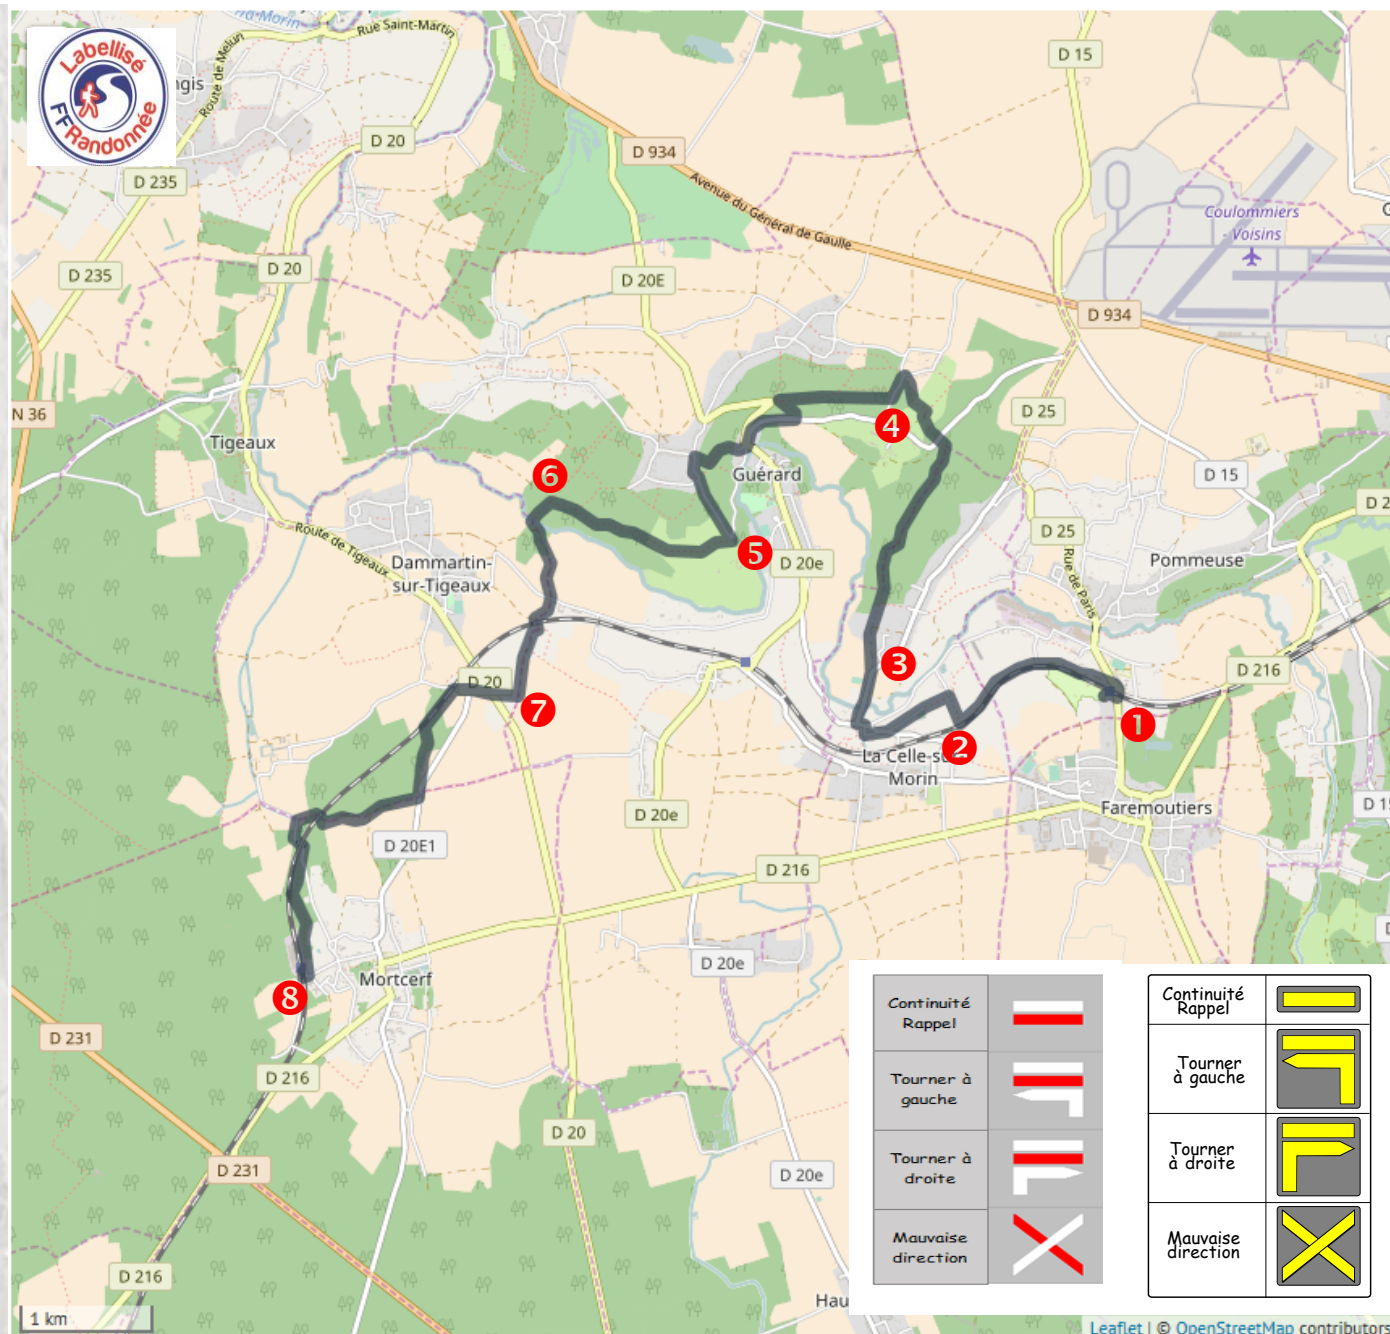 Labellisé
FFRandonnée
Rue Saint-Martin
Route de Melun
D 15
D 20
D 934
D 235
Avenue du Général de Gaulle
Coulommiers
- Voisins
D 235
D 20
D 20E
D 934
N 36
Tigeaux
4
D 25
6
Guérard
D 15
Route de Tigeaux
D 25
Rue de Paris
5
D 20e
Pommeuse
Dammartin-
sur-Tigeaux
3
D 216
D 20
7
1
2
La Celle-su
Morin
Faremoutiers
D 20e
D 20E1
D 216
D 20e
Mortcerf
8
D 231
D 216
D 20
D 231
D 20e
D 216
Hau
Continuité
Rappel
Tourner à
gauche
Tourner à
droite
Mauvaise
direction
Continuité
Rappel
Tourner
à gauche
Tourner
à droite
Mauvaise
direction
1 km
Leaflet | © OpenStreetMap contributors